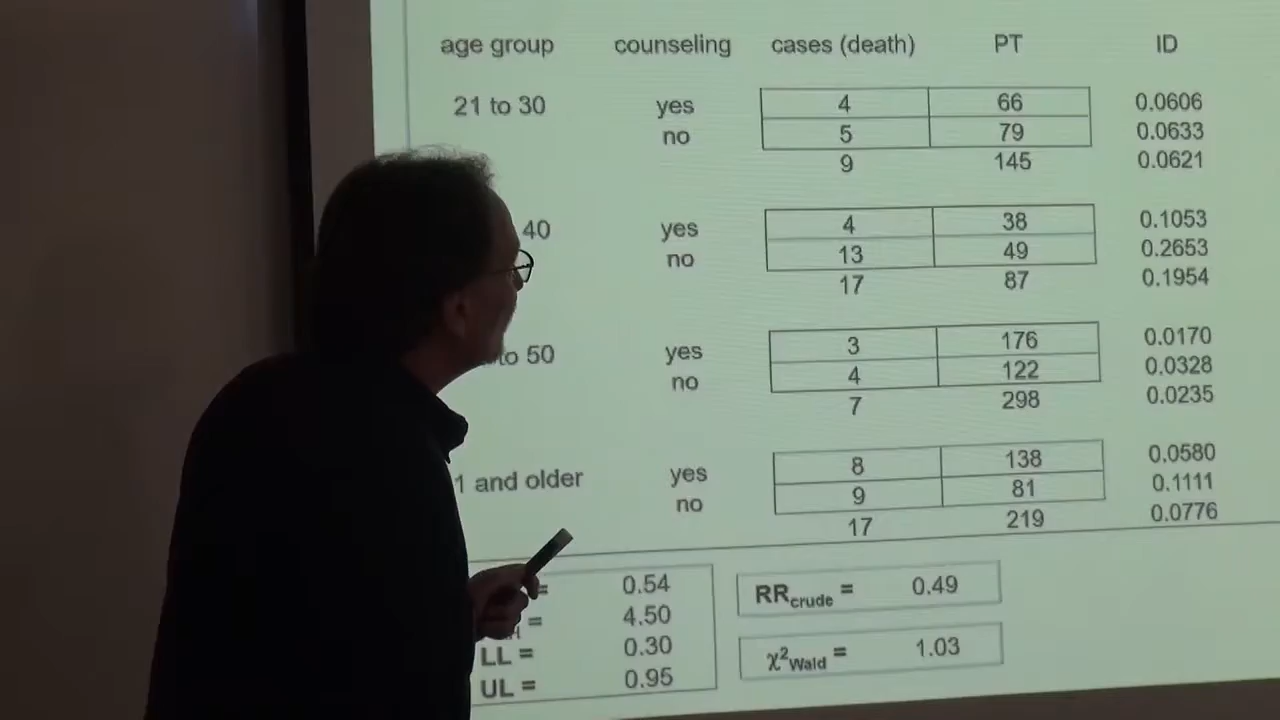 age group counseling cases (death) PT ID
21 to 30 yes 4 66 0.0606
no 5 79 0.0633
9 145 0.0621
40 yes 4 38 0.1053
no 13 49 0.2653
17 87 0.1954
to 50 yes 3 176 0.0170
no 4 122 0.0328
7 298 0.0235
1 and older yes 8 138 0.0580
no 9 81 0.1111
17 219 0.0776
= 0.54 RRcrude = 0.49
= 4.50
LL = 0.30 χ²Wald = 1.03
UL = 0.95